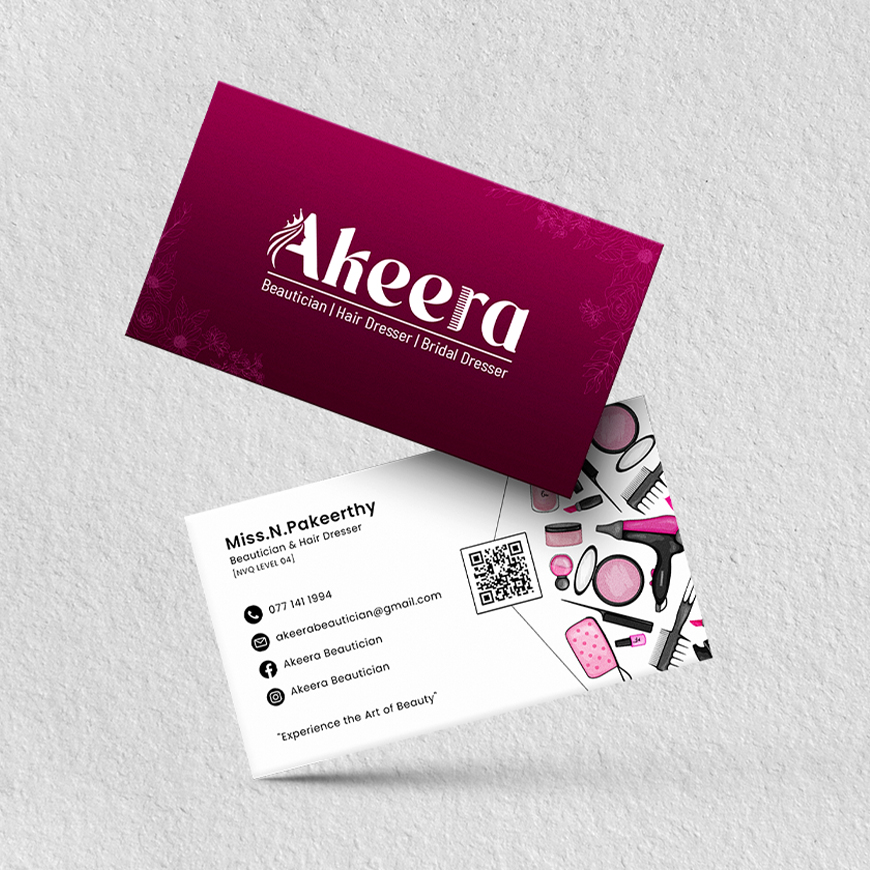 Akeera
Beautician | Hair Dresser | Bridal Dresser
Miss.N.Pakeerthy
Beautician & Hair Dresser
[NVQ LEVEL 04]
077 141 1994
akeerabeautician@gmail.com
Akeera Beautician
Akeera Beautician
"Experience the Art of Beauty"